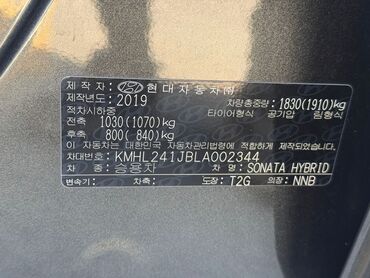 제 작 자 : 현 대 자 동 차 ㈜
제작년도: 2019 차량총중량: 1830(1910)kg
적차시하중 타이어형식 공기압 림형식
전축 1030(1070)kg
후축 800( 840)kg
이 자동차는 대한민국 자동차관리법령에 적합하게 제작되었습니다.
차대번호: KMHL241JBLA002344
차 종: 승용차 차 명: SONATA HYBRID
변속기: 차축: 도장: T2G 의장: NNB